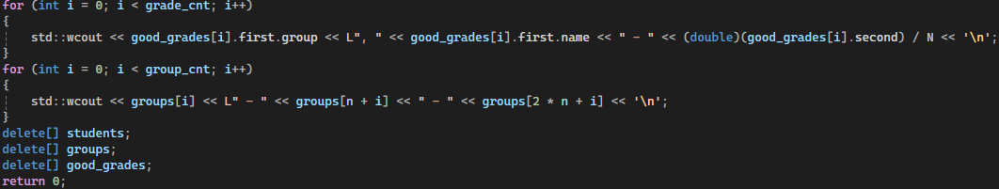 for (int i = 0; i < grade_cnt; i++)
{
    std::wcout << good_grades[i].first.group << L", " << good_grades[i].first.name << " - " << (double)(good_grades[i].second) / N << '\n';
}
for (int i = 0; i < group_cnt; i++)
{
    std::wcout << groups[i] << L" - " << groups[n + i] << " - " << groups[2 * n + i] << '\n';
}
delete[] students;
delete[] groups;
delete[] good_grades;
return 0;